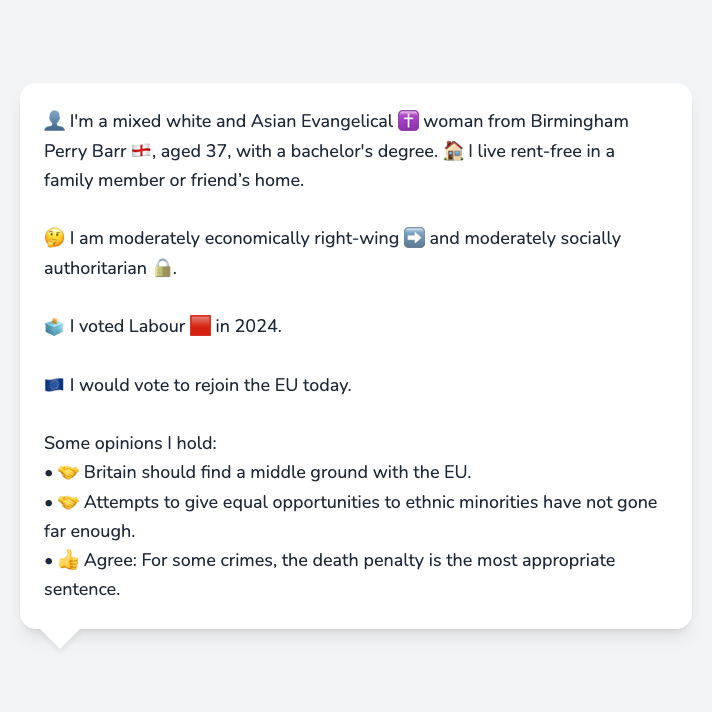 👤 I'm a mixed white and Asian Evangelical ✝️ woman from Birmingham
Perry Barr 🏴󠁧󠁢󠁥󠁮󠁧󠁿, aged 37, with a bachelor's degree. 🏠 I live rent-free in a
family member or friend’s home.
🤔 I am moderately economically right-wing ➡️ and moderately socially
authoritarian 🔒.
🗳️ I voted Labour 🟥 in 2024.
🇪🇺 I would vote to rejoin the EU today.
Some opinions I hold:
• 🤝 Britain should find a middle ground with the EU.
• 🤝 Attempts to give equal opportunities to ethnic minorities have not gone
far enough.
• 👍 Agree: For some crimes, the death penalty is the most appropriate
sentence.